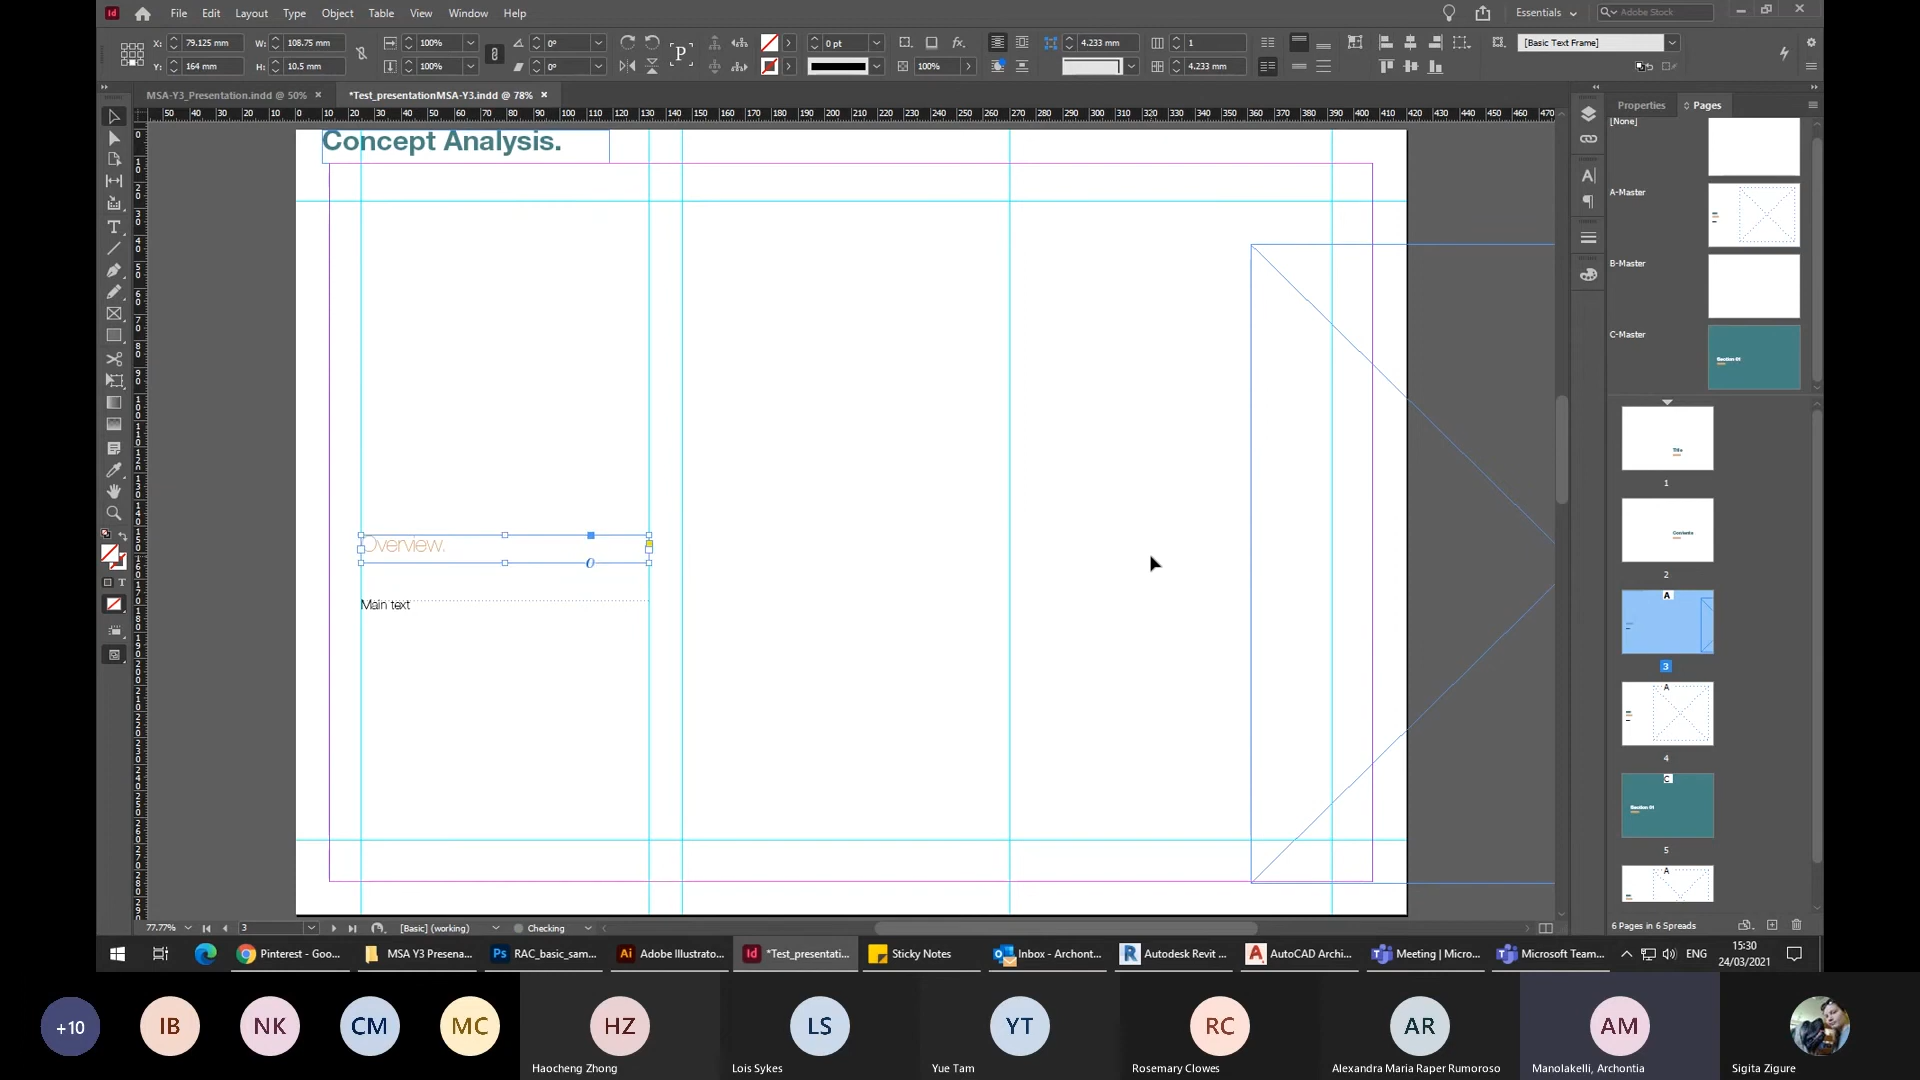 File Edit Layout Type Object Table View Window Help
Essentials
Adobe Stock
X: 79.125 mm W: 108.75 mm 100% 0° 0 pt 4.233 mm 1 [Basic Text Frame]
Y: 164 mm H: 10.5 mm 100% 0° 100% 4.233 mm
MSA-Y3_Presentation.indd @ 50% × *Test_presentationMSA-Y3.indd @ 78% ×
Properties Pages
[None]
A-Master
B-Master
C-Master
Section 01
Concept Analysis.
Overview.
Main text
Title
1
Contents
2
A
3
A
4
C
Section 01
5
A
77.77% 3 [Basic] (working) Checking
6 Pages in 6 Spreads
Pinterest - Goo...
MSA Y3 Presena...
RAC_basic_sam...
Adobe Illustrato...
*Test_presentati...
Sticky Notes
Inbox - Archont...
Autodesk Revit ...
AutoCAD Archi...
Meeting | Micro...
Microsoft Team...
ENG
15:30
24/03/2021
+10 IB NK CM MC HZ LS YT RC AR AM
Haocheng Zhong
Lois Sykes
Yue Tam
Rosemary Clowes
Alexandra Maria Raper Rumoroso
Manolakelli, Archontia
Sigita Zigure